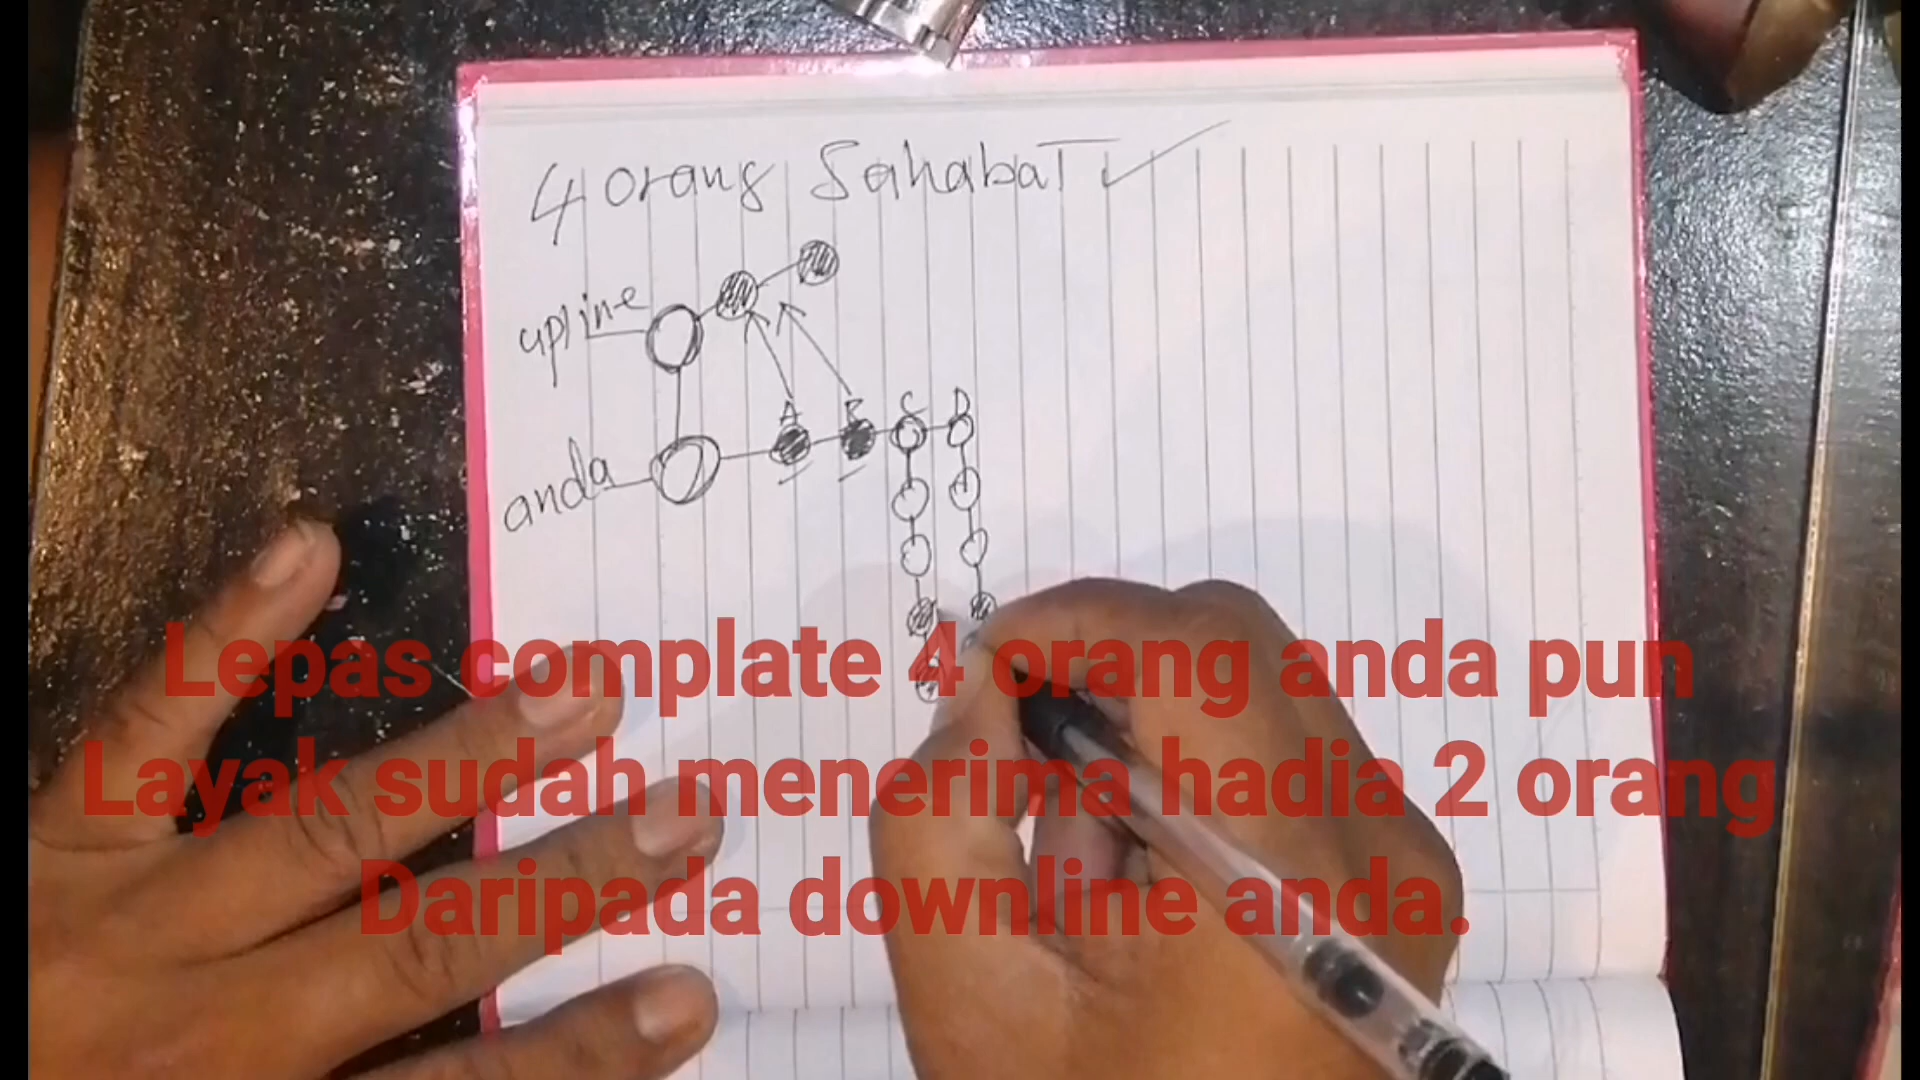 4 orang Sahabat
upline
A B C D
anda
Lepas complate 4 orang anda pun
Layak sudah menerima hadia 2 orang
Daripada downline anda.